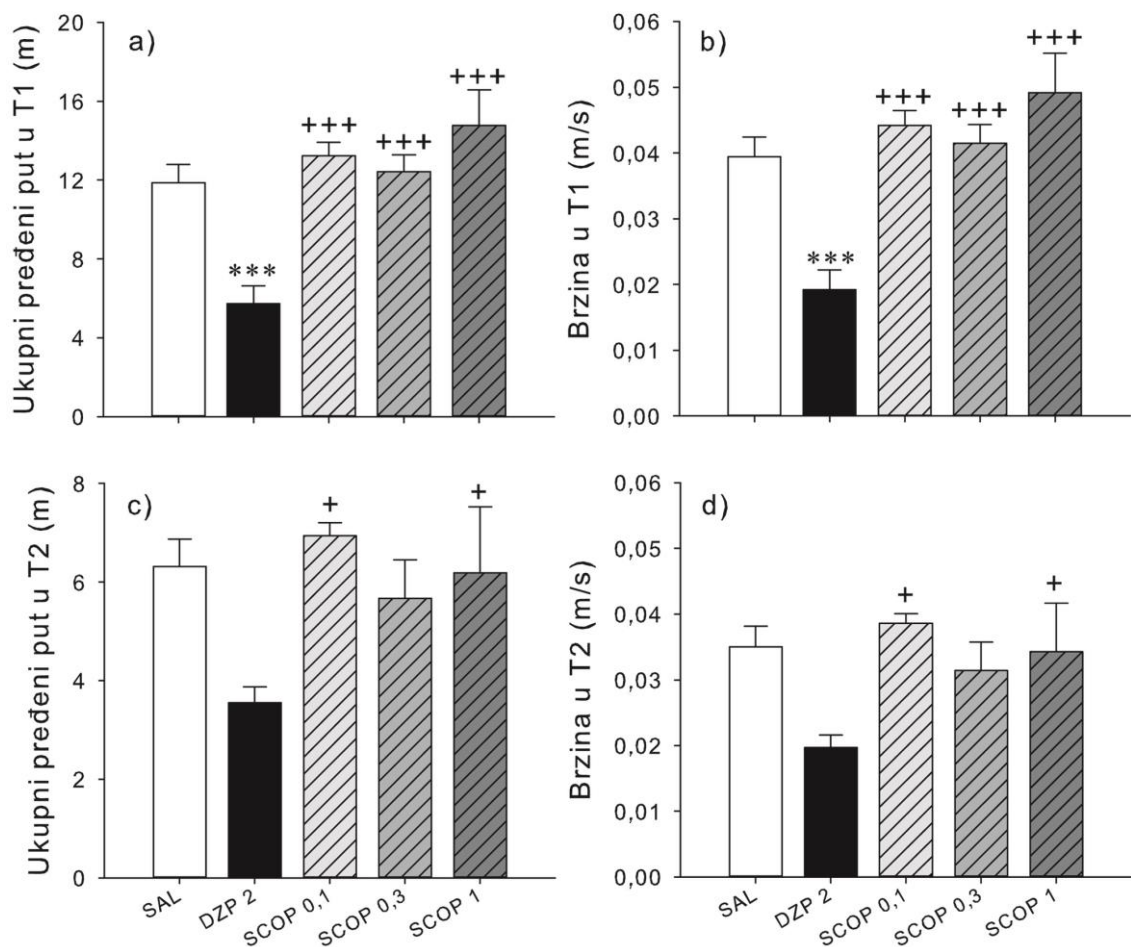 Ukupni pređeni put u T1 (m)
20
16
12
8
4
0
a)
***
+++
+++
+++
Brzina u T1 (m/s)
0,06
0,05
0,04
0,03
0,02
0,01
0,00
b)
***
+++
+++
+++
Ukupni pređeni put u T2 (m)
8
6
4
2
0
c)
+
+
SAL
DZP 2
SCOP 0,1
SCOP 0,3
SCOP 1
Brzina u T2 (m/s)
0,06
0,05
0,04
0,03
0,02
0,01
0,00
d)
+
+
SAL
DZP 2
SCOP 0,1
SCOP 0,3
SCOP 1